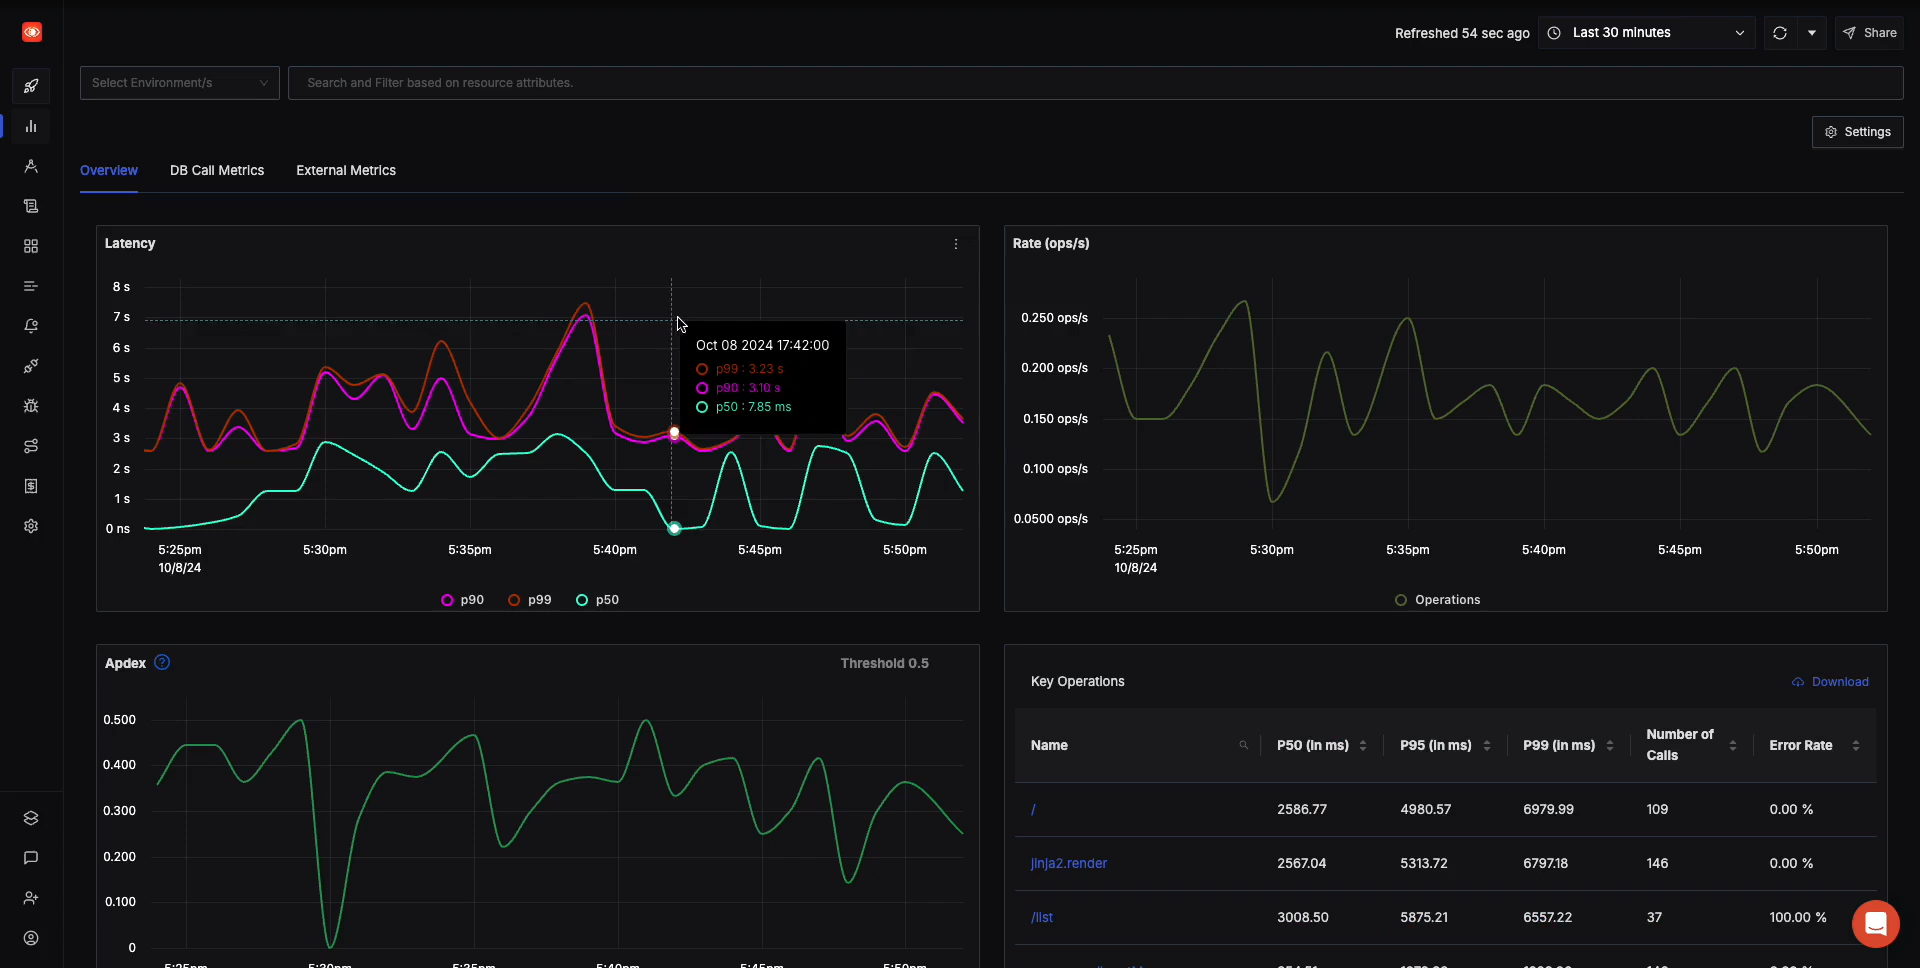 Refreshed 54 sec ago
Last 30 minutes
Share
Select Environment/s
Search and Filter based on resource attributes.
Settings
Overview
DB Call Metrics
External Metrics
Latency
8 s
7 s
6 s
5 s
4 s
3 s
2 s
1 s
0 ns
Oct 08 2024 17:42:00
p99 : 3.23 s
p90 : 3.10 s
p50 : 7.85 ms
5:25pm
10/8/24
5:30pm
5:35pm
5:40pm
5:45pm
5:50pm
p90
p99
p50
Rate (ops/s)
0.250 ops/s
0.200 ops/s
0.150 ops/s
0.100 ops/s
0.0500 ops/s
5:25pm
10/8/24
5:30pm
5:35pm
5:40pm
5:45pm
5:50pm
Operations
Apdex
Threshold 0.5
0.500
0.400
0.300
0.200
0.100
0
5:25pm
5:30pm
5:35pm
5:40pm
5:45pm
5:50pm
Key Operations
Download
Name
P50 (in ms)
P95 (in ms)
P99 (in ms)
Number of
Calls
Error Rate
/ 2586.77 4980.57 6979.99 109 0.00 %
jinja2.render 2567.04 5313.72 6797.18 146 0.00 %
/list 3008.50 5875.21 6557.22 37 100.00 %